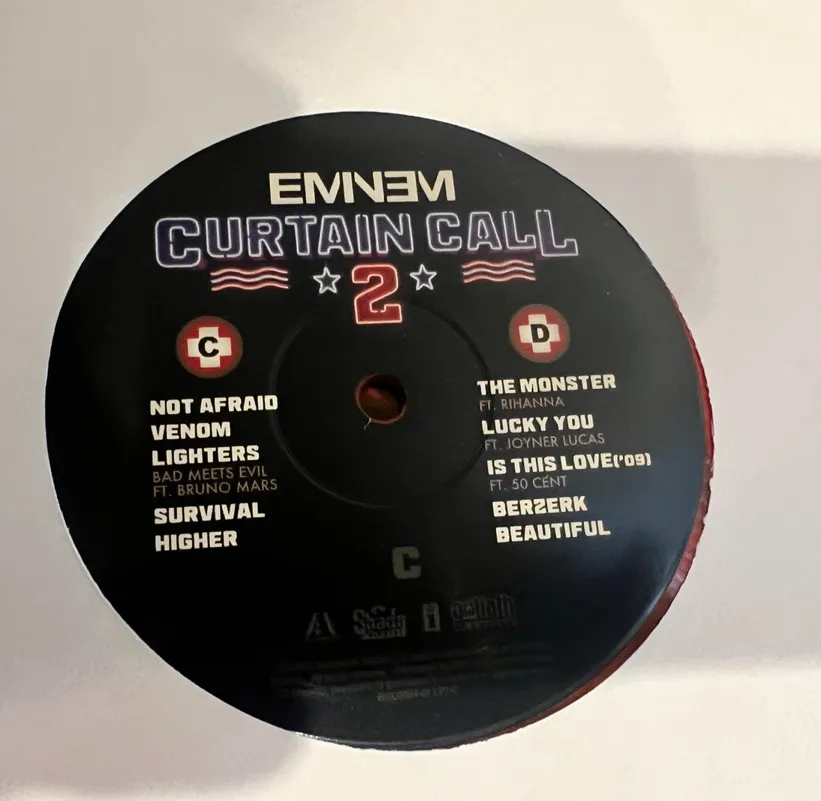 EMINEM
CURTAIN CALL
2
C
NOT AFRAID
VENOM
LIGHTERS
BAD MEETS EVIL
FT. BRUNO MARS
SURVIVAL
HIGHER
D
THE MONSTER
FT. RIHANNA
LUCKY YOU
FT. JOYNER LUCAS
IS THIS LOVE('09)
FT. 50 CENT
BERZERK
BEAUTIFUL
C
Shady